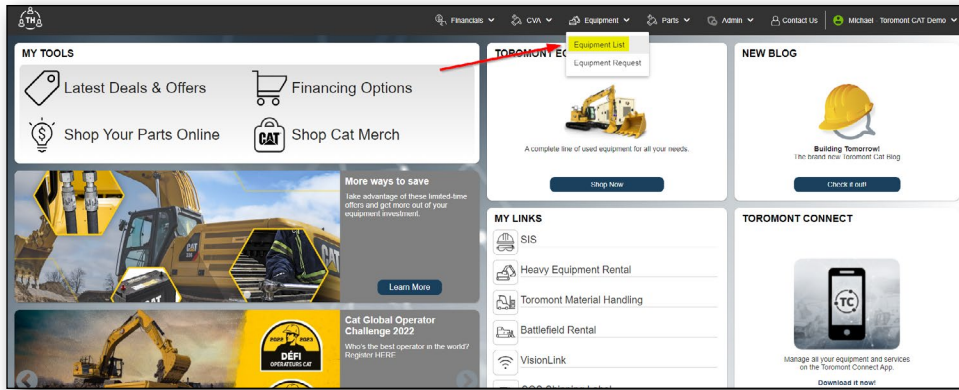 TH
Financials
CVA
Equipment
Parts
Admin
Contact Us
Michael Toromont CAT Demo
Equipment List
Equipment Request
MY TOOLS
Latest Deals & Offers
Financing Options
Shop Your Parts Online
CAT
Shop Cat Merch
More ways to save
Take advantage of these limited-time
offers and get more out of your
equipment investment.
Learn More
CAT
Cat Global Operator
Challenge 2022
Who's the best operator in the world?
Register HERE
2022 2023
DÉFI
OPÉRATEURS CAT
TOROMONT
A complete line of used equipment for all your needs.
Shop Now
MY LINKS
SIS
Heavy Equipment Rental
Toromont Material Handling
Battlefield Rental
VisionLink
NEW BLOG
Building Tomorrow!
The brand new Toromont Cat Blog
Check it out!
TOROMONT CONNECT
TC
Manage all your equipment and services
on the Toromont Connect App.
Download it now!